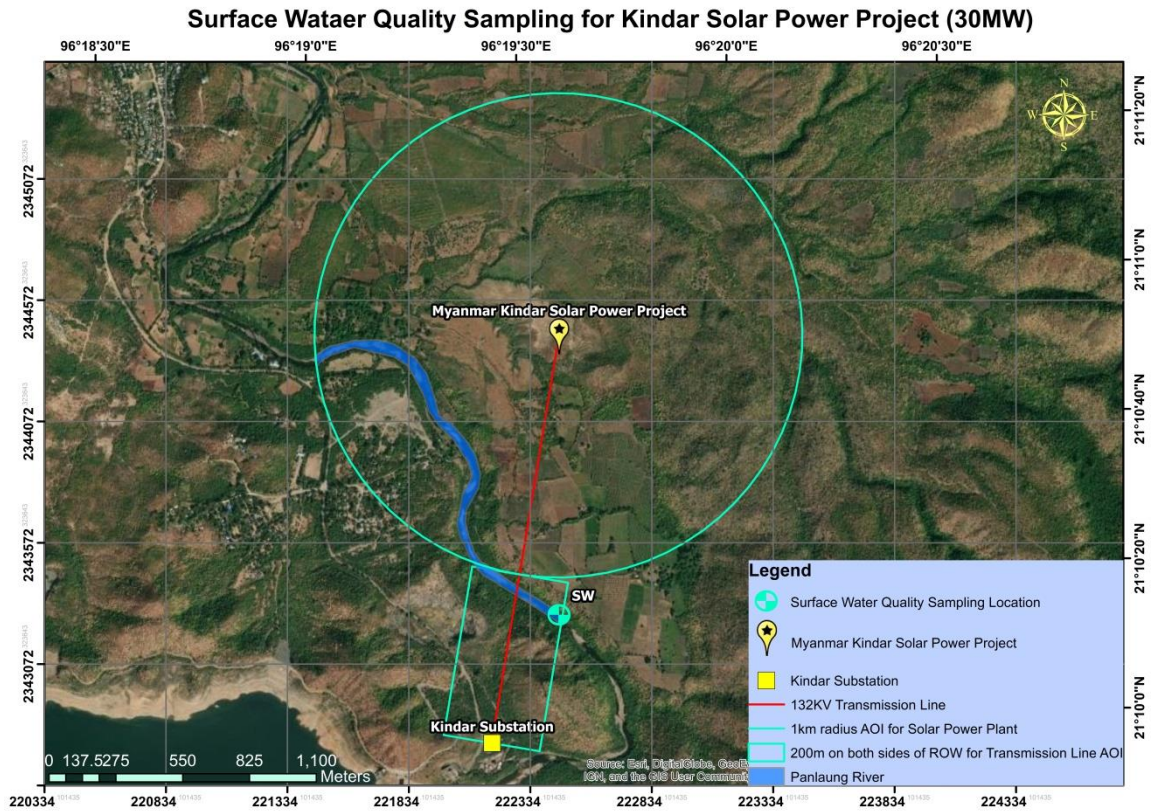 Surface Wataer Quality Sampling for Kindar Solar Power Project (30MW)
96°18'30"E 96°19'0"E 96°19'30"E 96°20'0"E 96°20'30"E
N
W E
S
21°11'20"N
2345072
21°11'0"N
2344572
Myanmar Kindar Solar Power Project
21°10'40"N
2344072
21°10'20"N
2343572
SW
2343072
21°10'0"N
Kindar Substation
Legend
Surface Water Quality Sampling Location
Myanmar Kindar Solar Power Project
Kindar Substation
132KV Transmission Line
1km radius AOI for Solar Power Plant
200m on both sides of ROW for Transmission Line AOI
Panlaung River
0 137.5275 550 825 1,100
Meters
Source: Esri, DigitalGlobe, GeoEy
IGN, and the GIS User Communit
220334 220834 221334 221834 222334 222834 223334 223834 224334